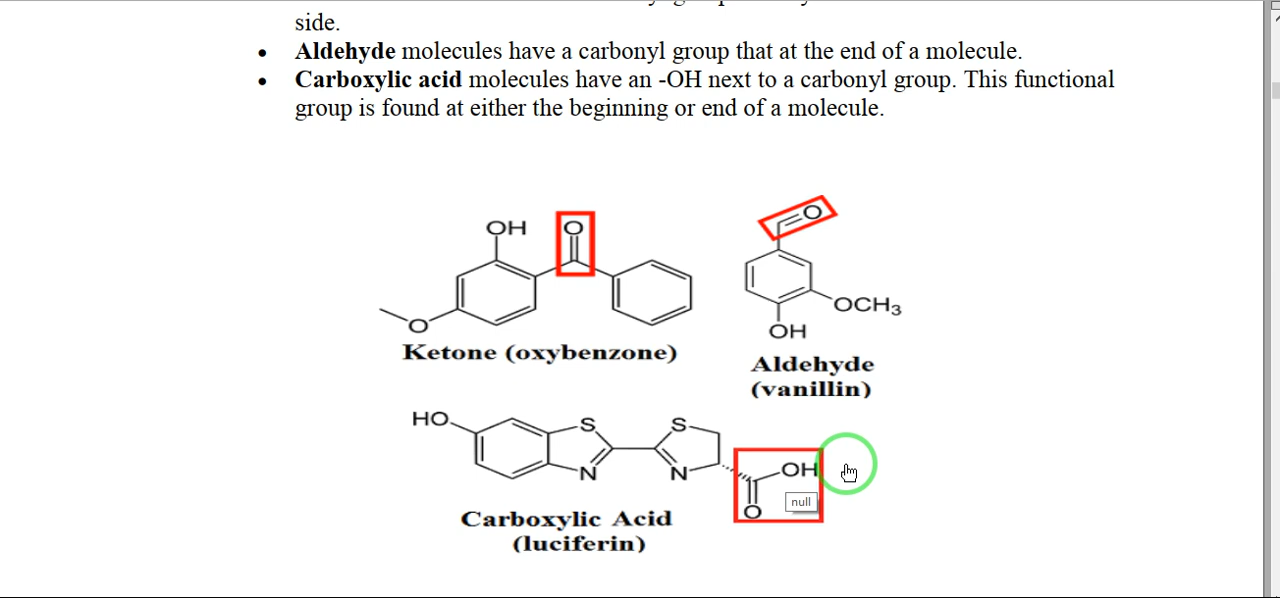 side.
• Aldehyde molecules have a carbonyl group that at the end of a molecule.
• Carboxylic acid molecules have an -OH next to a carbonyl group. This functional
group is found at either the beginning or end of a molecule.
OH
O
O
O
OCH3
OH
Ketone (oxybenzone)
Aldehyde
(vanillin)
HO
S
S
N
N
OH
O
null
Carboxylic Acid
(luciferin)